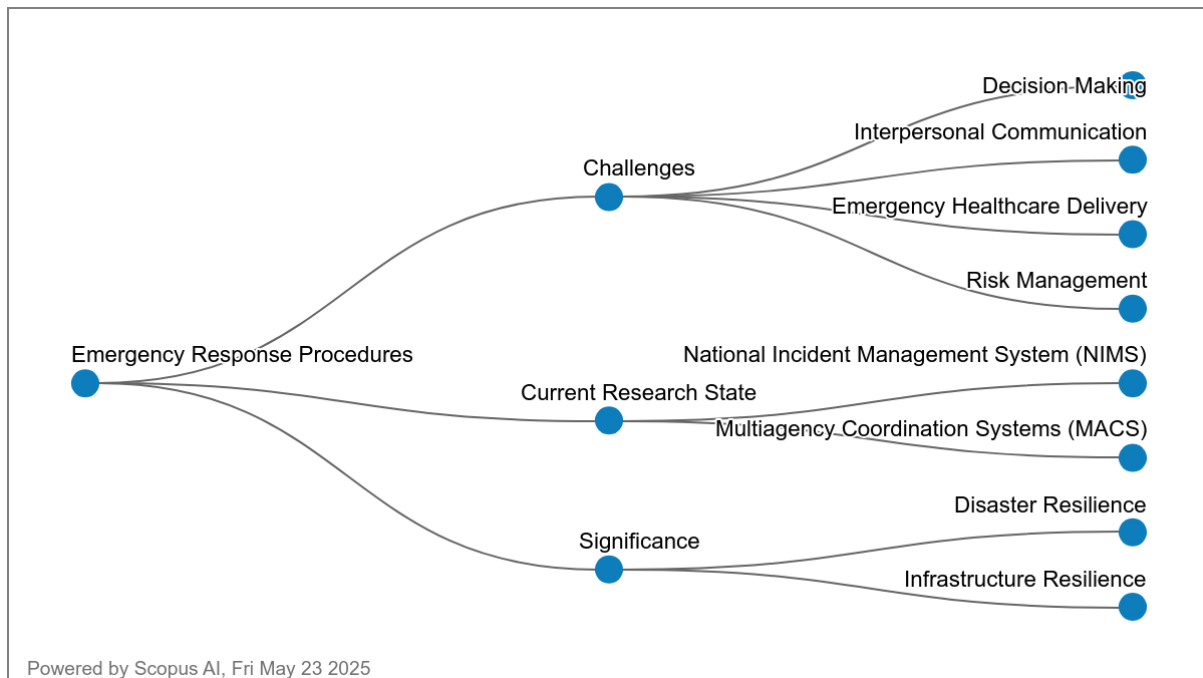 Decision-Making
Interpersonal Communication
Challenges
Emergency Healthcare Delivery
Risk Management
Emergency Response Procedures
National Incident Management System (NIMS)
Current Research State
Multiagency Coordination Systems (MACS)
Disaster Resilience
Significance
Infrastructure Resilience
Powered by Scopus AI, Fri May 23 2025